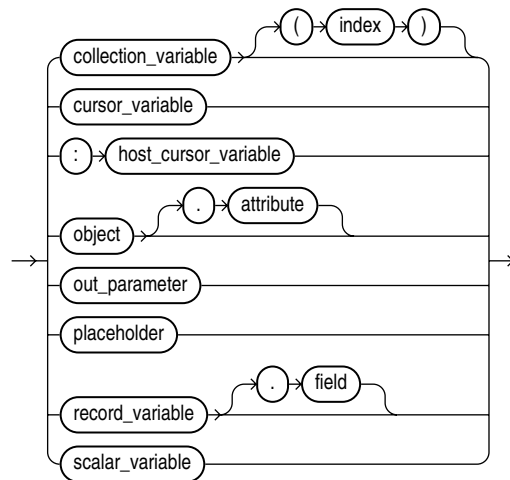 ( index )
collection_variable
cursor_variable
: host_cursor_variable
. attribute
object
out_parameter
placeholder
. field
record_variable
scalar_variable